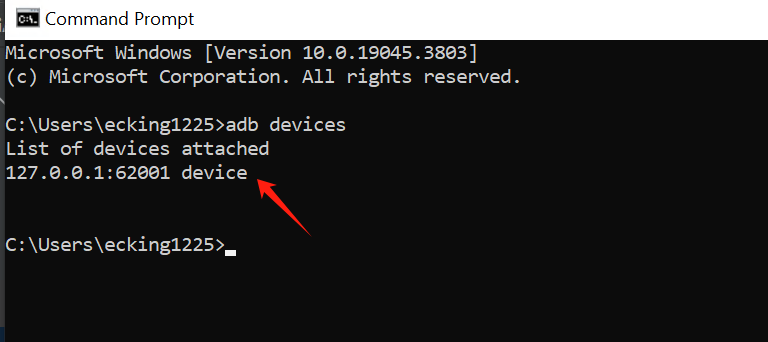 Command Prompt
Microsoft Windows [Version 10.0.19045.3803]
(c) Microsoft Corporation. All rights reserved.
C:\Users\ecking1225>adb devices
List of devices attached
127.0.0.1:62001 device
C:\Users\ecking1225>